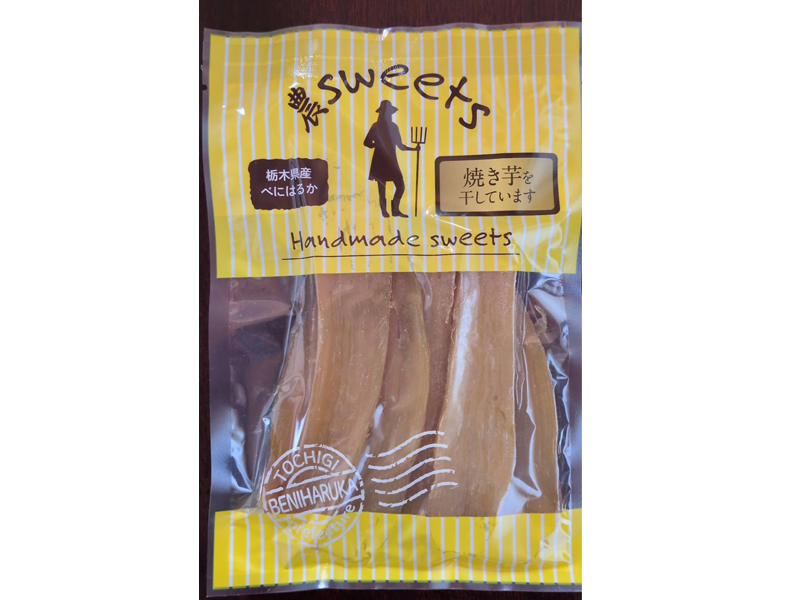 農sweets
栃木県産
べにはるか
焼き芋を
干しています
Handmade sweets
TOCHIGI
BENIHARUKA